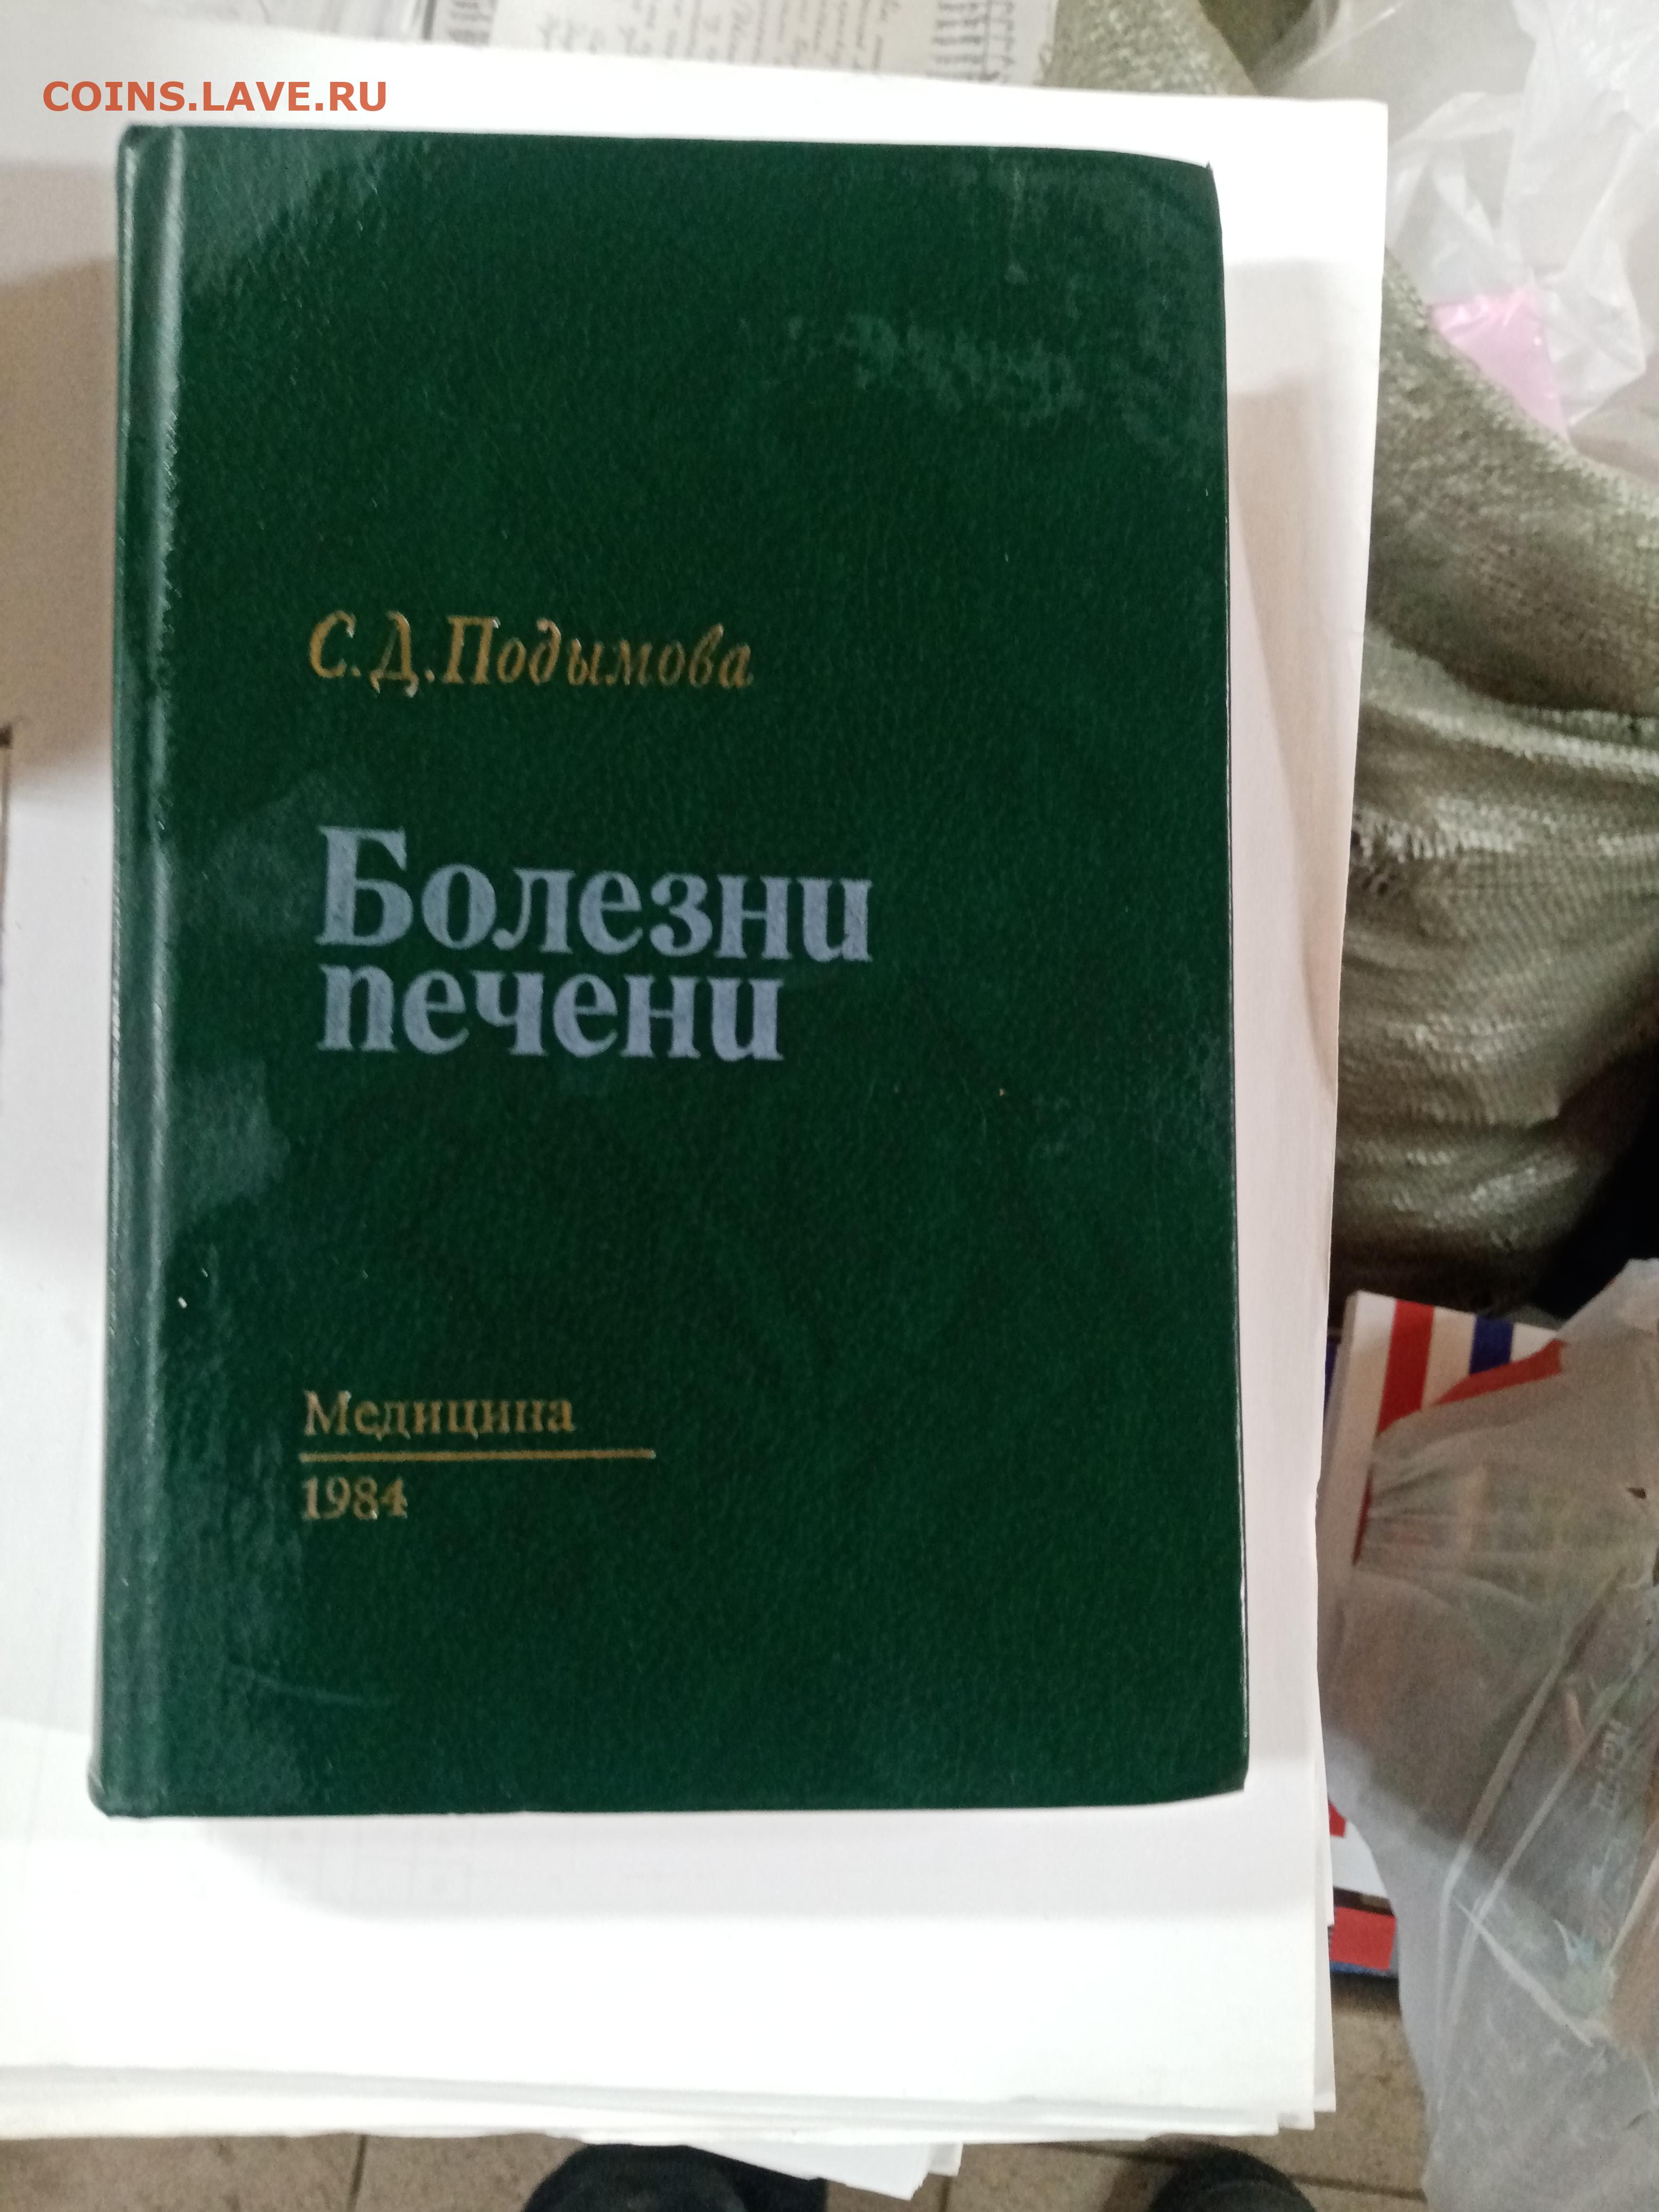 COINS.LAVE.RU
С.Д.Подымова
Болезни
печени
Медицина
1984